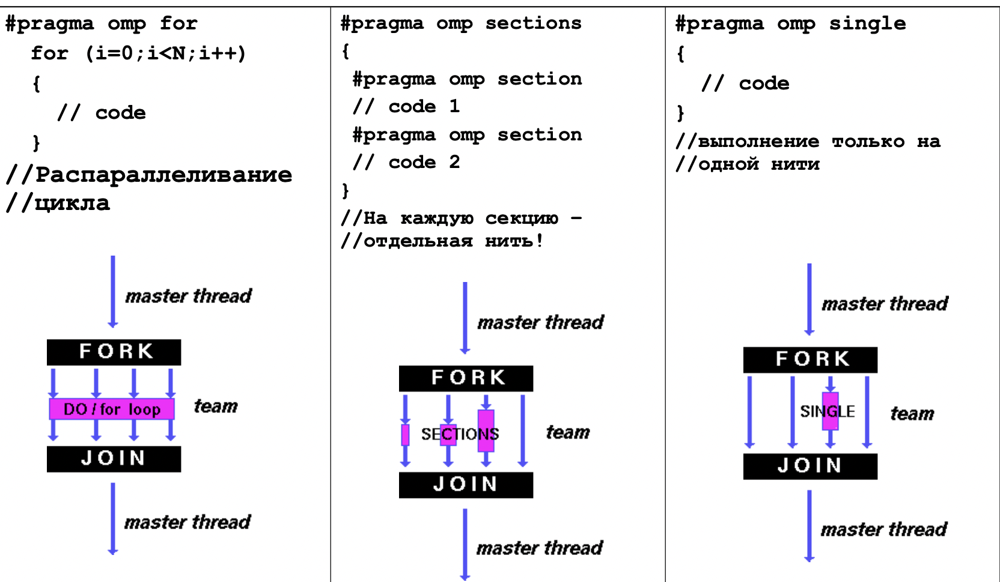 #pragma omp for
for (i=0;i<N;i++)
{
// code
}
//Распараллеливание
//цикла
master thread
FORK
DO / for loop
team
JOIN
master thread
#pragma omp sections
{
#pragma omp section
// code 1
#pragma omp section
// code 2
}
//На каждую секцию –
//отдельная нить!
master thread
FORK
SECTIONS
team
JOIN
master thread
#pragma omp single
{
// code
}
//выполнение только на
//одной нити
master thread
FORK
SINGLE
team
JOIN
master thread